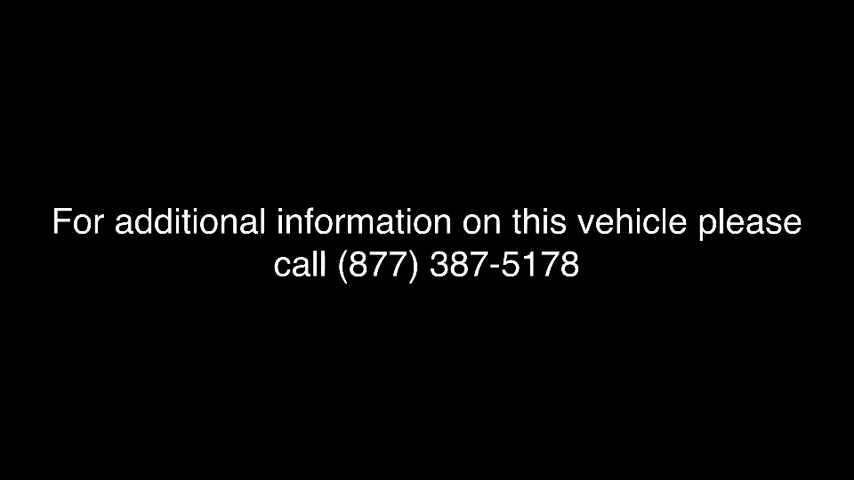 For additional information on this vehicle please
call (877) 387-5178